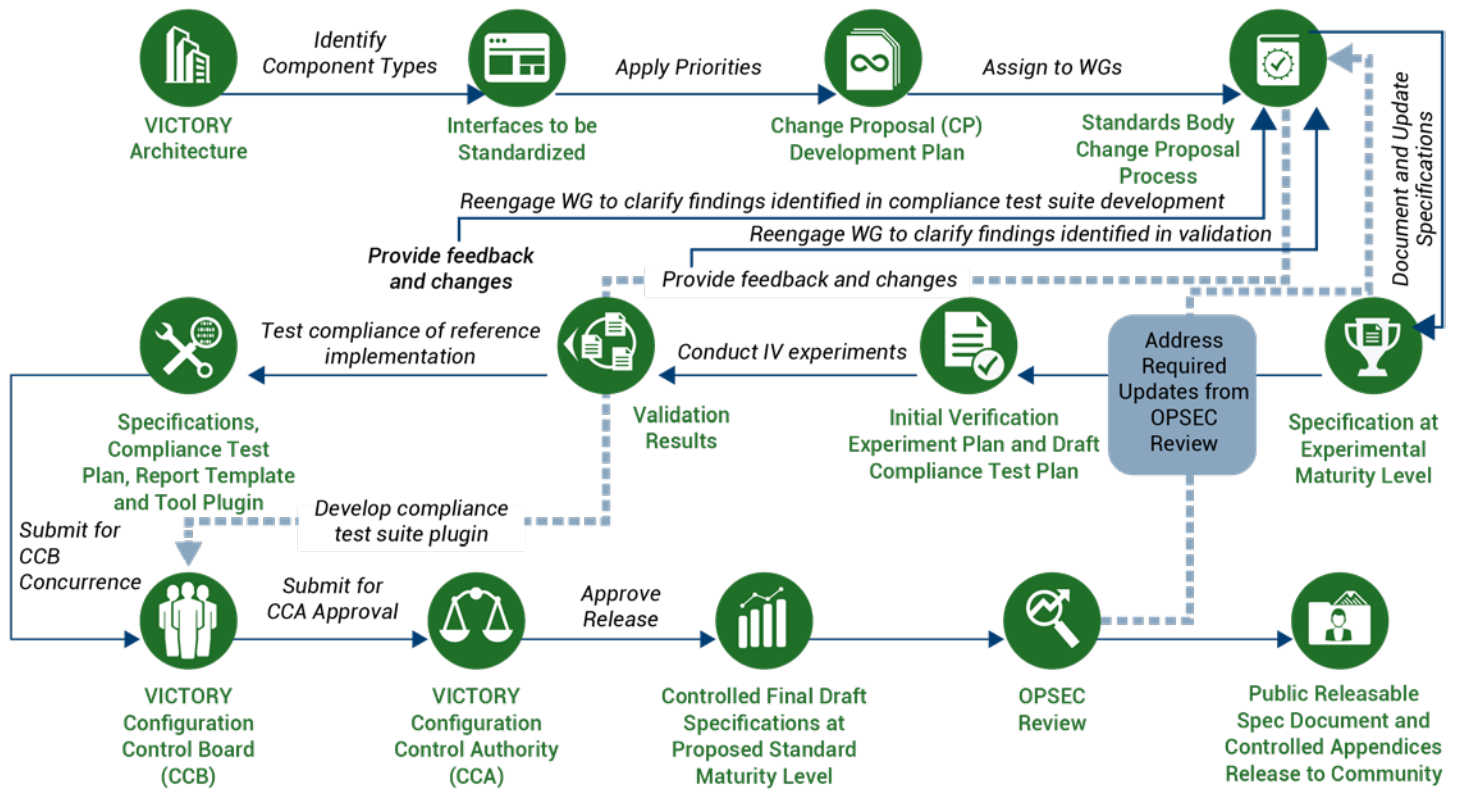 Identify
Component Types
Apply Priorities
Assign to WGs
VICTORY
Architecture
Interfaces to be
Standardized
Change Proposal (CP)
Development Plan
Standards Body
Change Proposal
Process
Document and Update
Specifications
Reengage WG to clarify findings identified in compliance test suite development
Provide feedback
and changes
Reengage WG to clarify findings identified in validation
Provide feedback and changes
Test compliance of reference
implementation
Conduct IV experiments
Address
Required
Updates from
OPSEC
Review
Specifications,
Compliance Test
Plan, Report Template
and Tool Plugin
Validation
Results
Initial Verification
Experiment Plan and Draft
Compliance Test Plan
Specification at
Experimental
Maturity Level
Develop compliance
test suite plugin
Submit for
CCB
Concurrence
Submit for
CCA Approval
Approve
Release
VICTORY
Configuration
Control Board
(CCB)
VICTORY
Configuration
Control Authority
(CCA)
Controlled Final Draft
Specifications at
Proposed Standard
Maturity Level
OPSEC
Review
Public Releasable
Spec Document and
Controlled Appendices
Release to Community